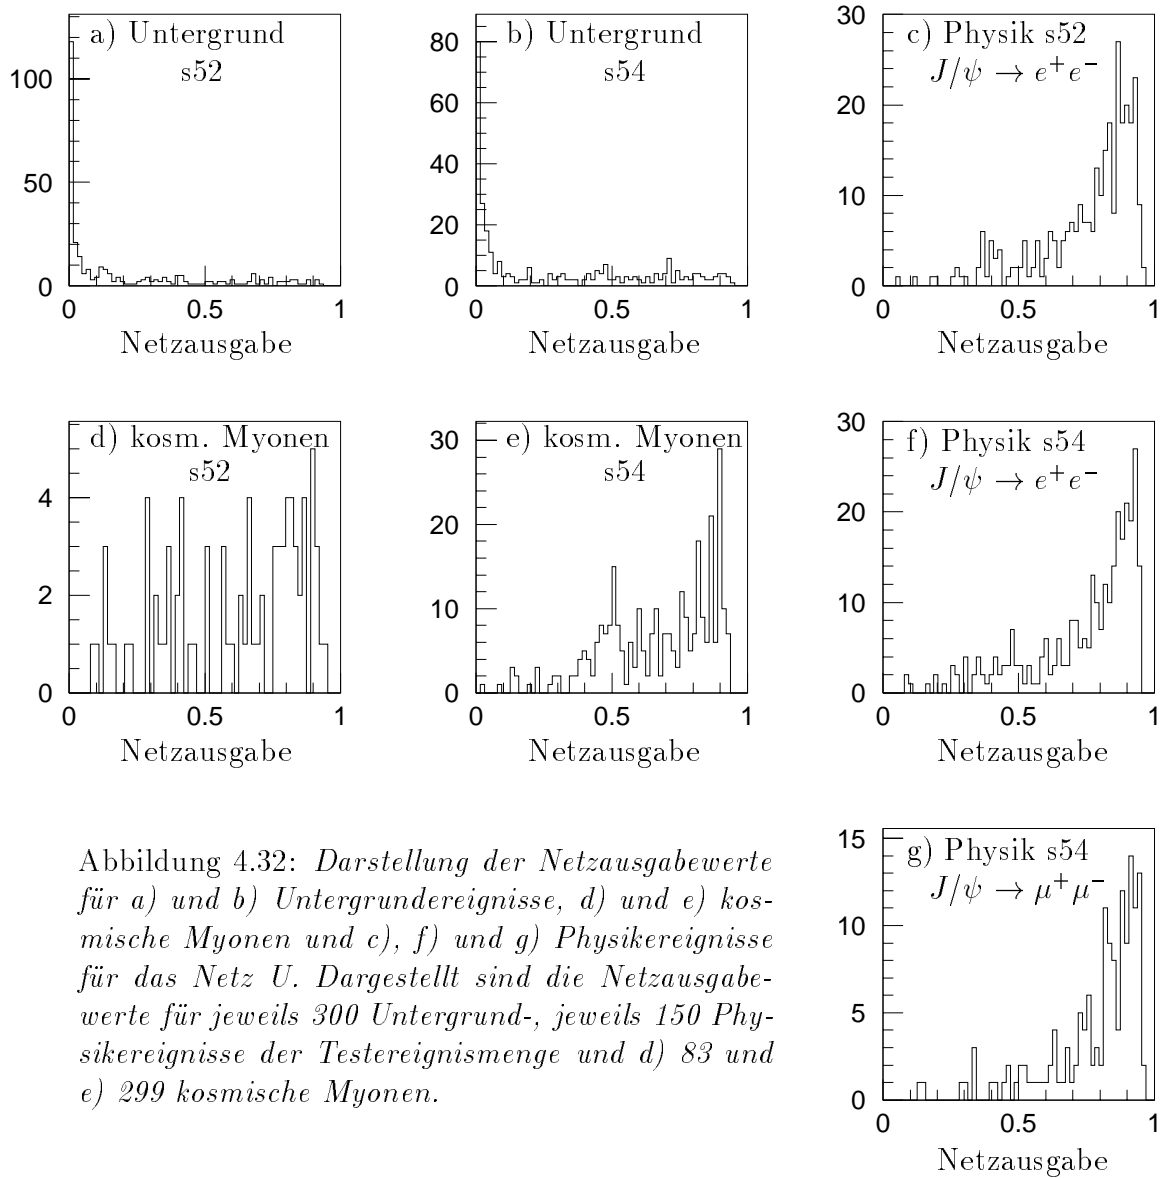 a) Untergrund
s52
100
50
0
0 0.5 1
Netzausgabe
b) Untergrund
s54
80
60
40
20
0
0 0.5 1
Netzausgabe
c) Physik s52
J/ψ → e⁺e⁻
30
20
10
0
0 0.5 1
Netzausgabe
d) kosm. Myonen
s52
4
2
0
0 0.5 1
Netzausgabe
e) kosm. Myonen
s54
30
20
10
0
0 0.5 1
Netzausgabe
f) Physik s54
J/ψ → e⁺e⁻
30
20
10
0
0 0.5 1
Netzausgabe
Abbildung 4.32: Darstellung der Netzausgabewerte
für a) und b) Untergrundereignisse, d) und e) kos-
mische Myonen und c), f) und g) Physikereignisse
für das Netz U. Dargestellt sind die Netzausgabe-
werte für jeweils 300 Untergrund-, jeweils 150 Phy-
sikereignisse der Testereignismenge und d) 83 und
e) 299 kosmische Myonen.
g) Physik s54
J/ψ → μ⁺μ⁻
15
10
5
0
0 0.5 1
Netzausgabe